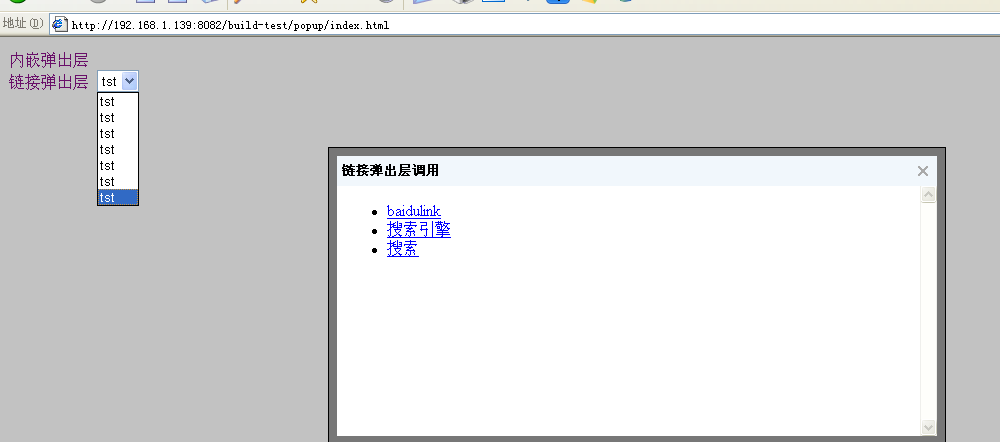 地址(D) http://192.168.1.139:8082/build-test/popup/index.html
内嵌弹出层
链接弹出层 tst
tst
tst
tst
tst
tst
tst
tst
链接弹出层调用
baidulink
搜索引擎
搜索